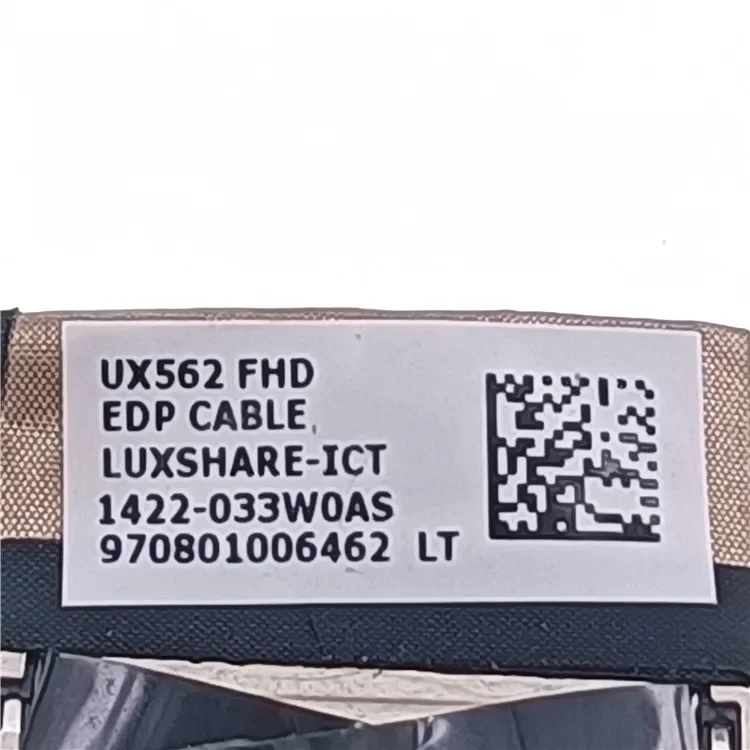 UX562 FHD
EDP CABLE
LUXSHARE-ICT
1422-033W0AS
970801006462 LT